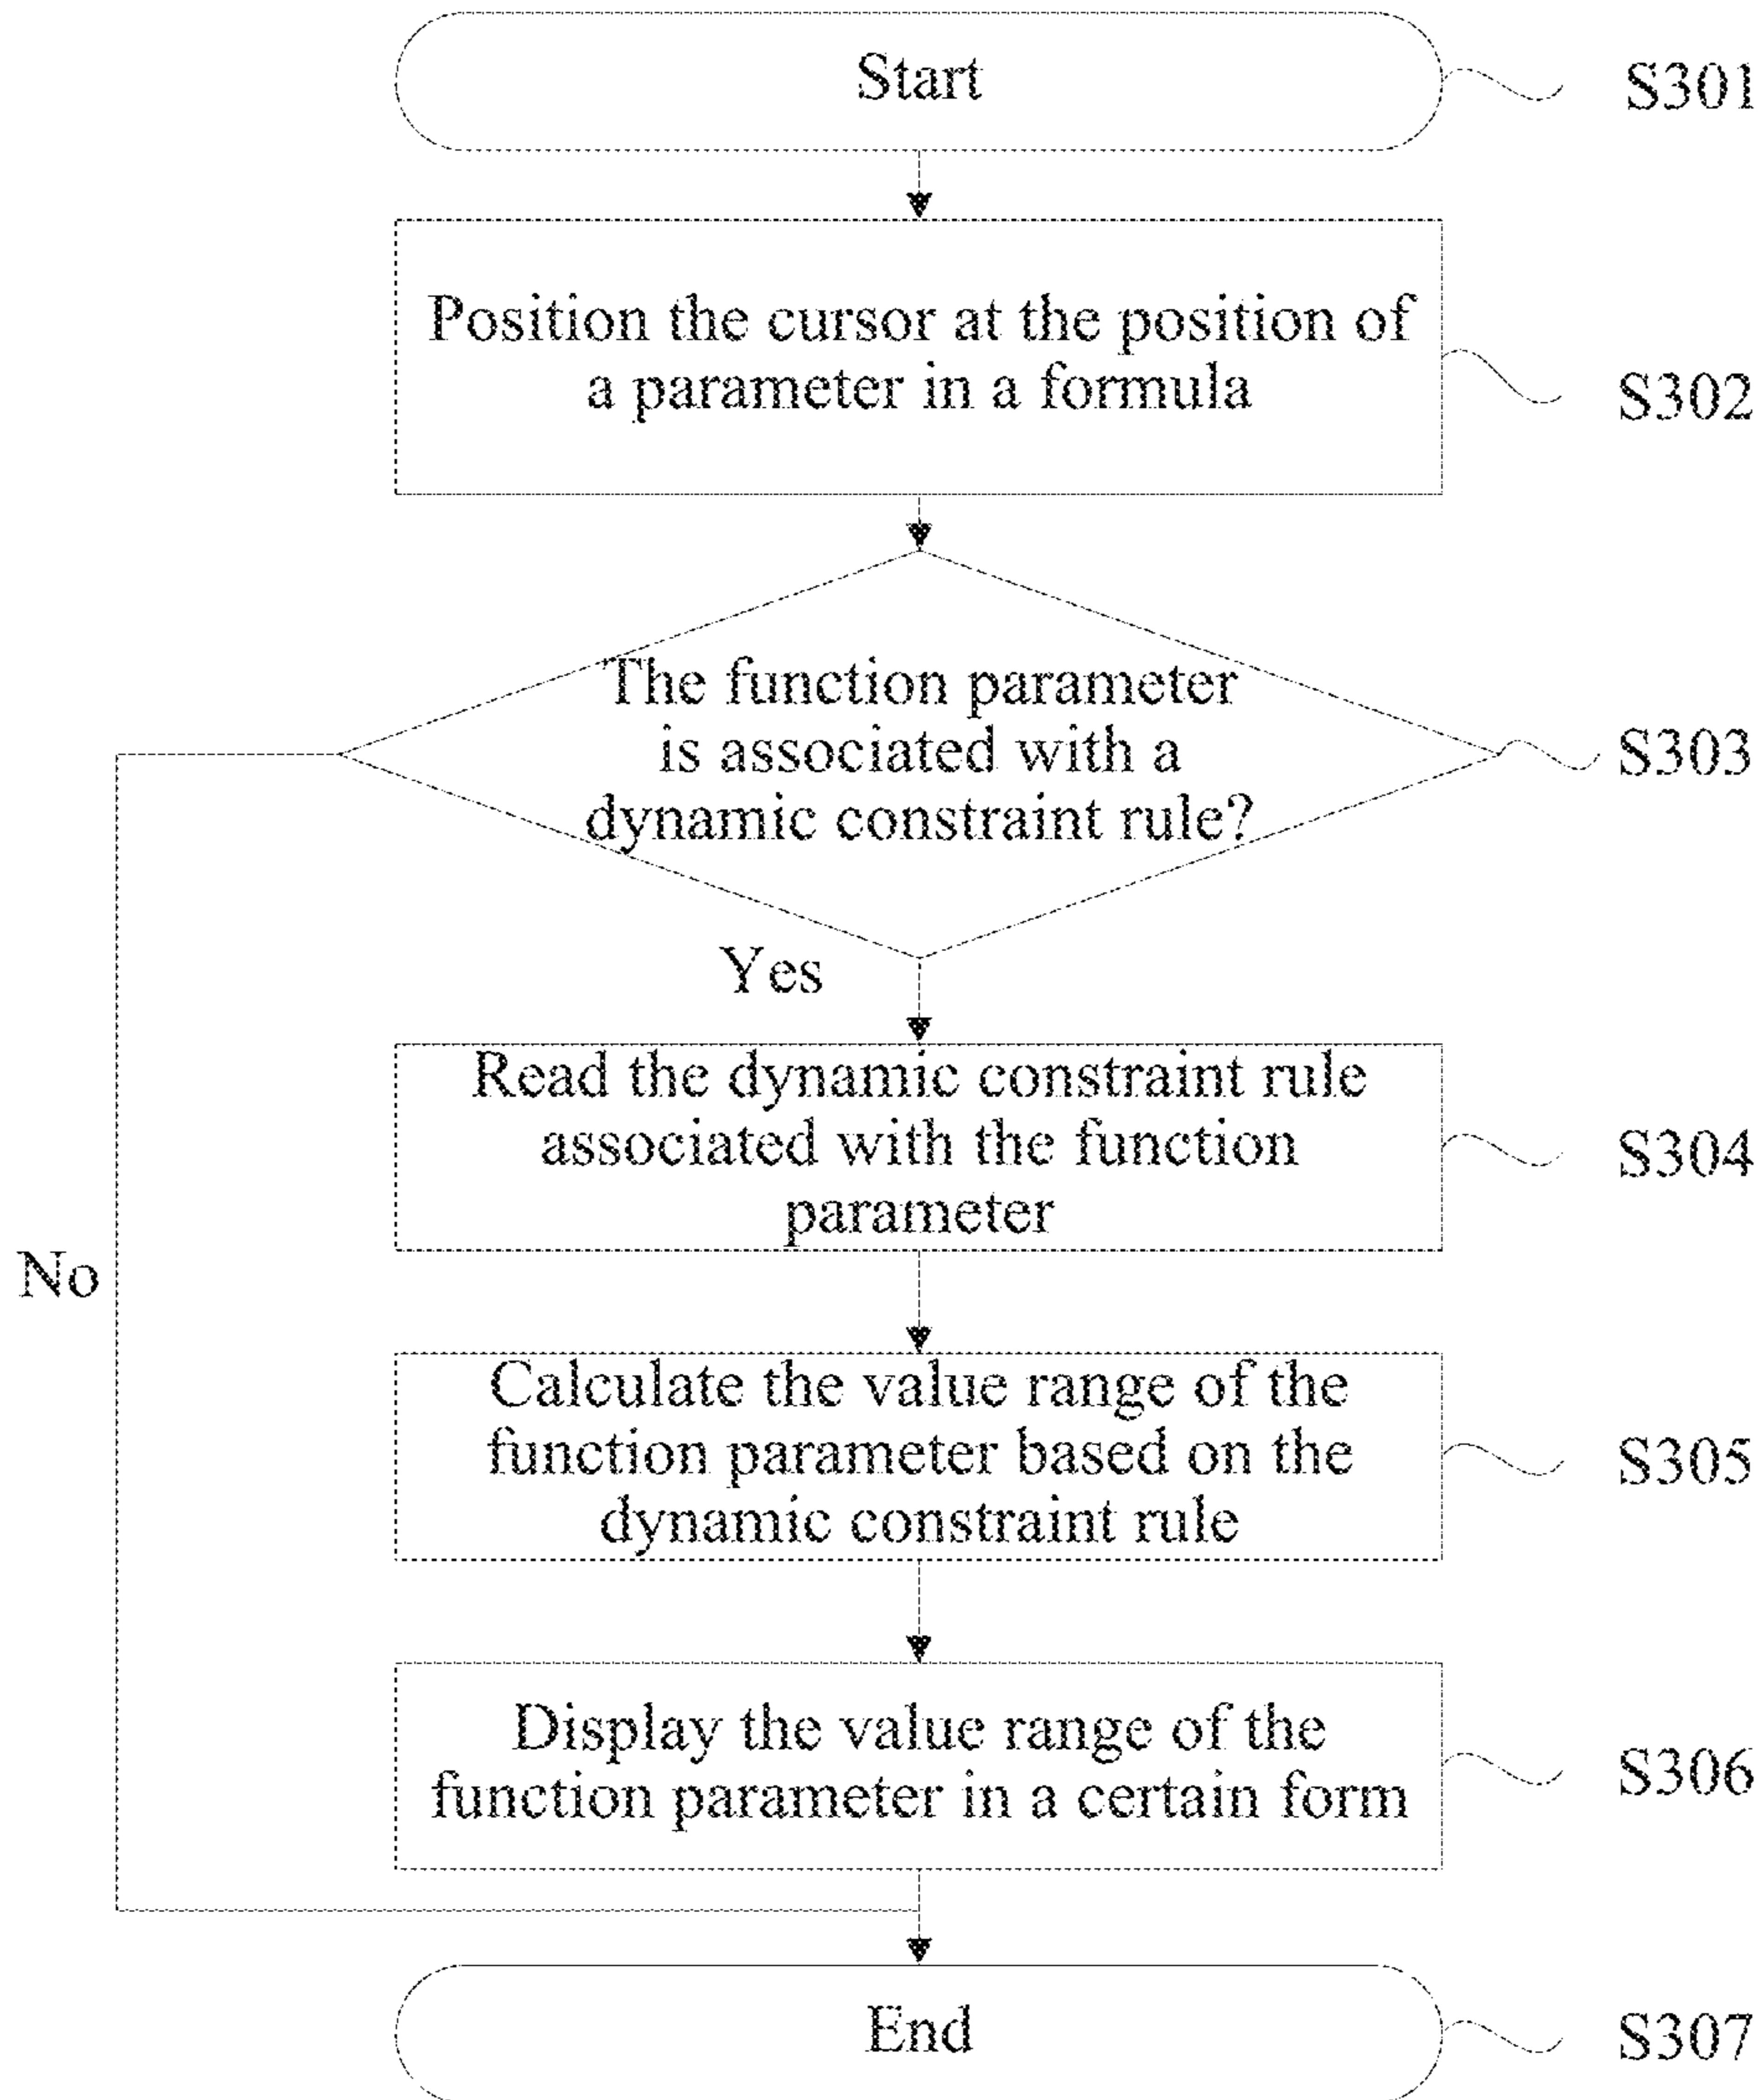 Start
S301
Position the cursor at the position of
a parameter in a formula
S302
The function parameter
is associated with a
dynamic constraint rule?
S303
Yes
Read the dynamic constraint rule
associated with the function
parameter
S304
No
Calculate the value range of the
function parameter based on the
dynamic constraint rule
S305
Display the value range of the
function parameter in a certain form
S306
End
S307